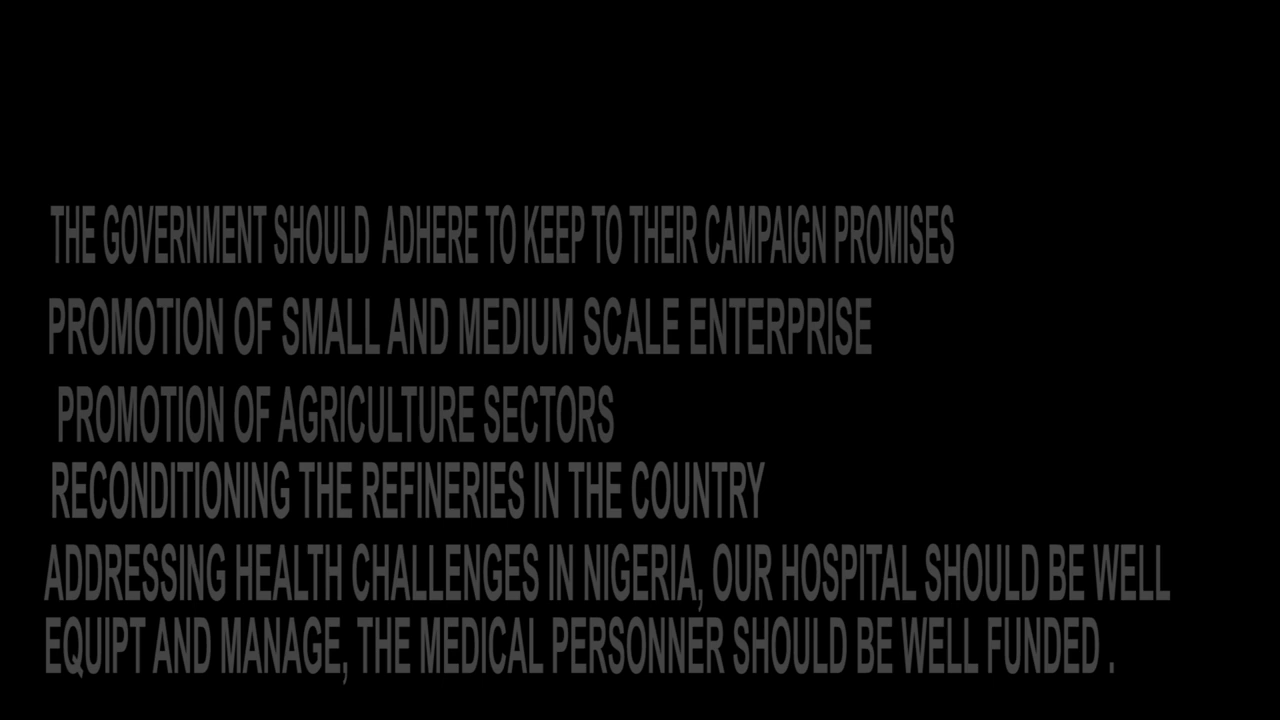 THE GOVERNMENT SHOULD ADHERE TO KEEP TO THEIR CAMPAIGN PROMISES
PROMOTION OF SMALL AND MEDIUM SCALE ENTERPRISE
PROMOTION OF AGRICULTURE SECTORS
RECONDITIONING THE REFINERIES IN THE COUNTRY
ADDRESSING HEALTH CHALLENGES IN NIGERIA, OUR HOSPITAL SHOULD BE WELL
EQUIPT AND MANAGE, THE MEDICAL PERSONNER SHOULD BE WELL FUNDED .